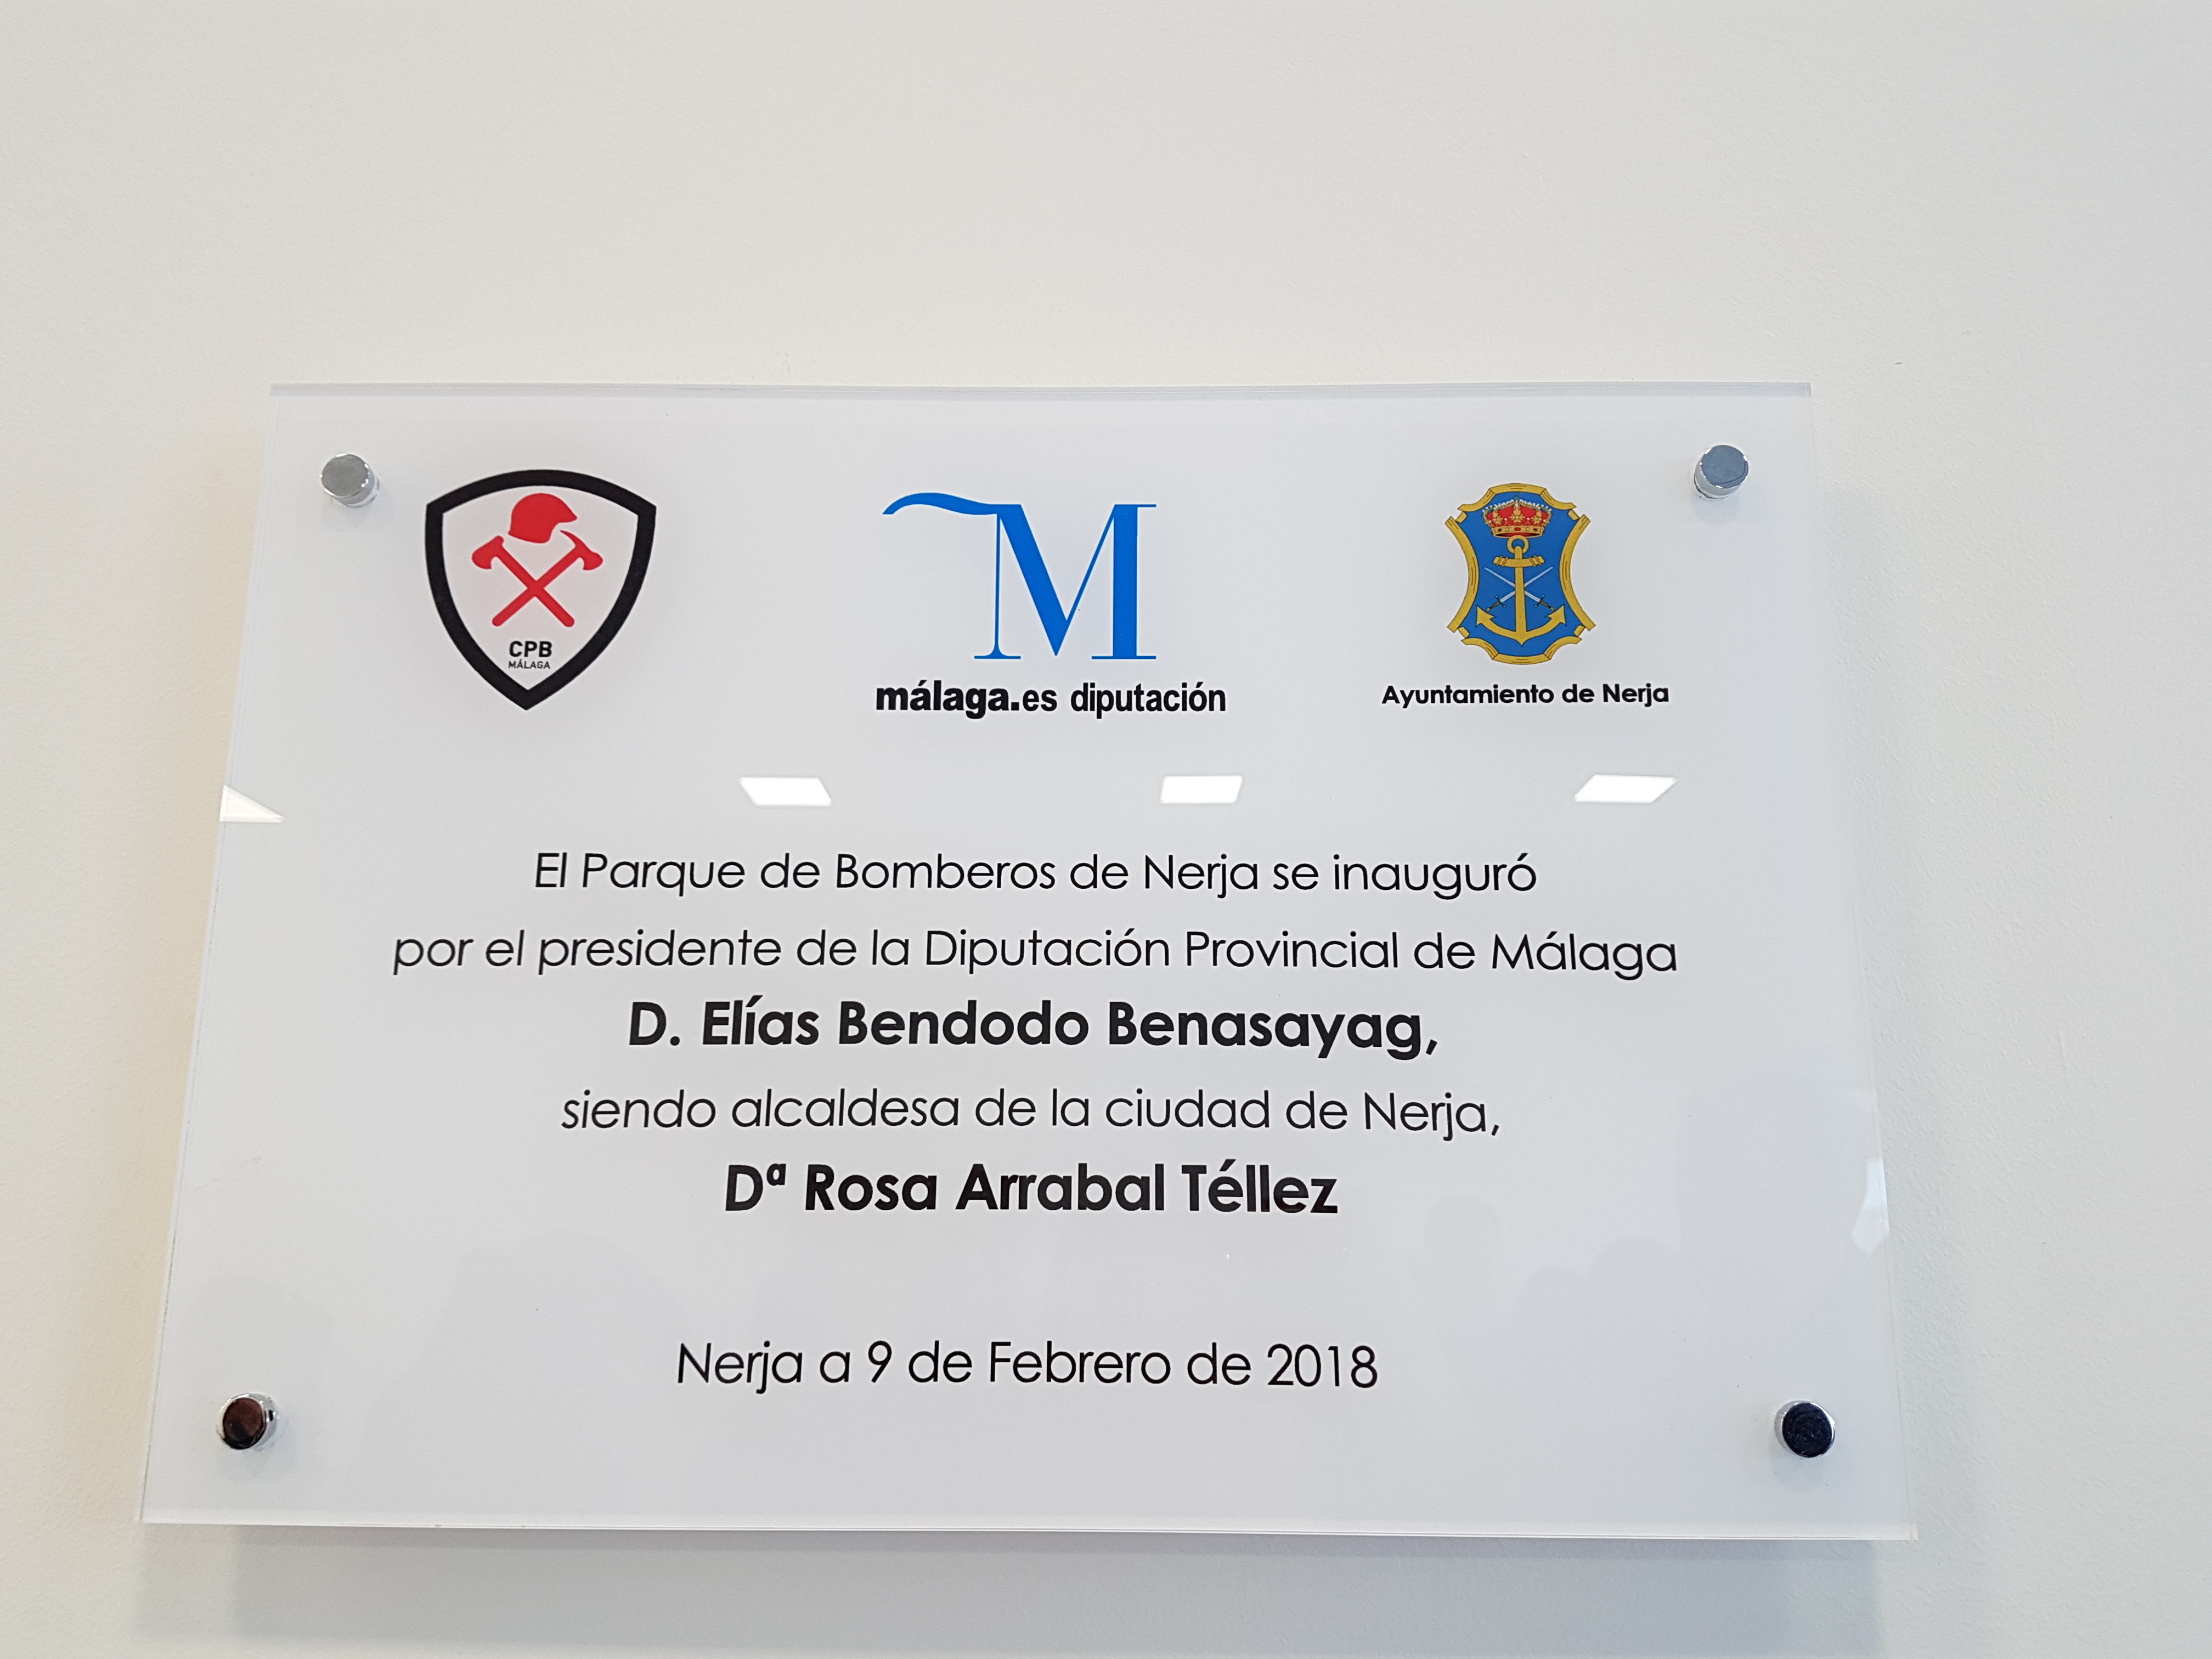 CPB
MÁLAGA
M
málaga.es diputación
Ayuntamiento de Nerja
El Parque de Bomberos de Nerja se inauguró
por el presidente de la Diputación Provincial de Málaga
D. Elías Bendodo Benasayag,
siendo alcaldesa de la ciudad de Nerja,
Dª Rosa Arrabal Téllez
Nerja a 9 de Febrero de 2018